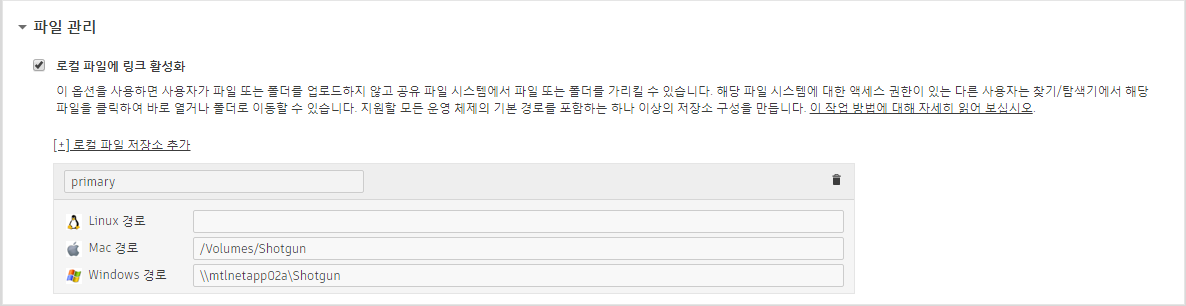 파일 관리
로컬 파일에 링크 활성화
이 옵션을 사용하면 사용자가 파일 또는 폴더를 업로드하지 않고 공유 파일 시스템에서 파일 또는 폴더를 가리킬 수 있습니다. 해당 파일 시스템에 대한 액세스 권한이 있는 다른 사용자는 찾기/탐색기에서 해당
파일을 클릭하여 바로 열거나 폴더로 이동할 수 있습니다. 지원할 모든 운영 체제의 기본 경로를 포함하는 하나 이상의 저장소 구성을 만듭니다. 이 작업 방법에 대해 자세히 읽어 보십시오.
[+] 로컬 파일 저장소 추가
primary
Linux 경로
Mac 경로 /Volumes/Shotgun
Windows 경로 \\mtlnetapp02a\Shotgun